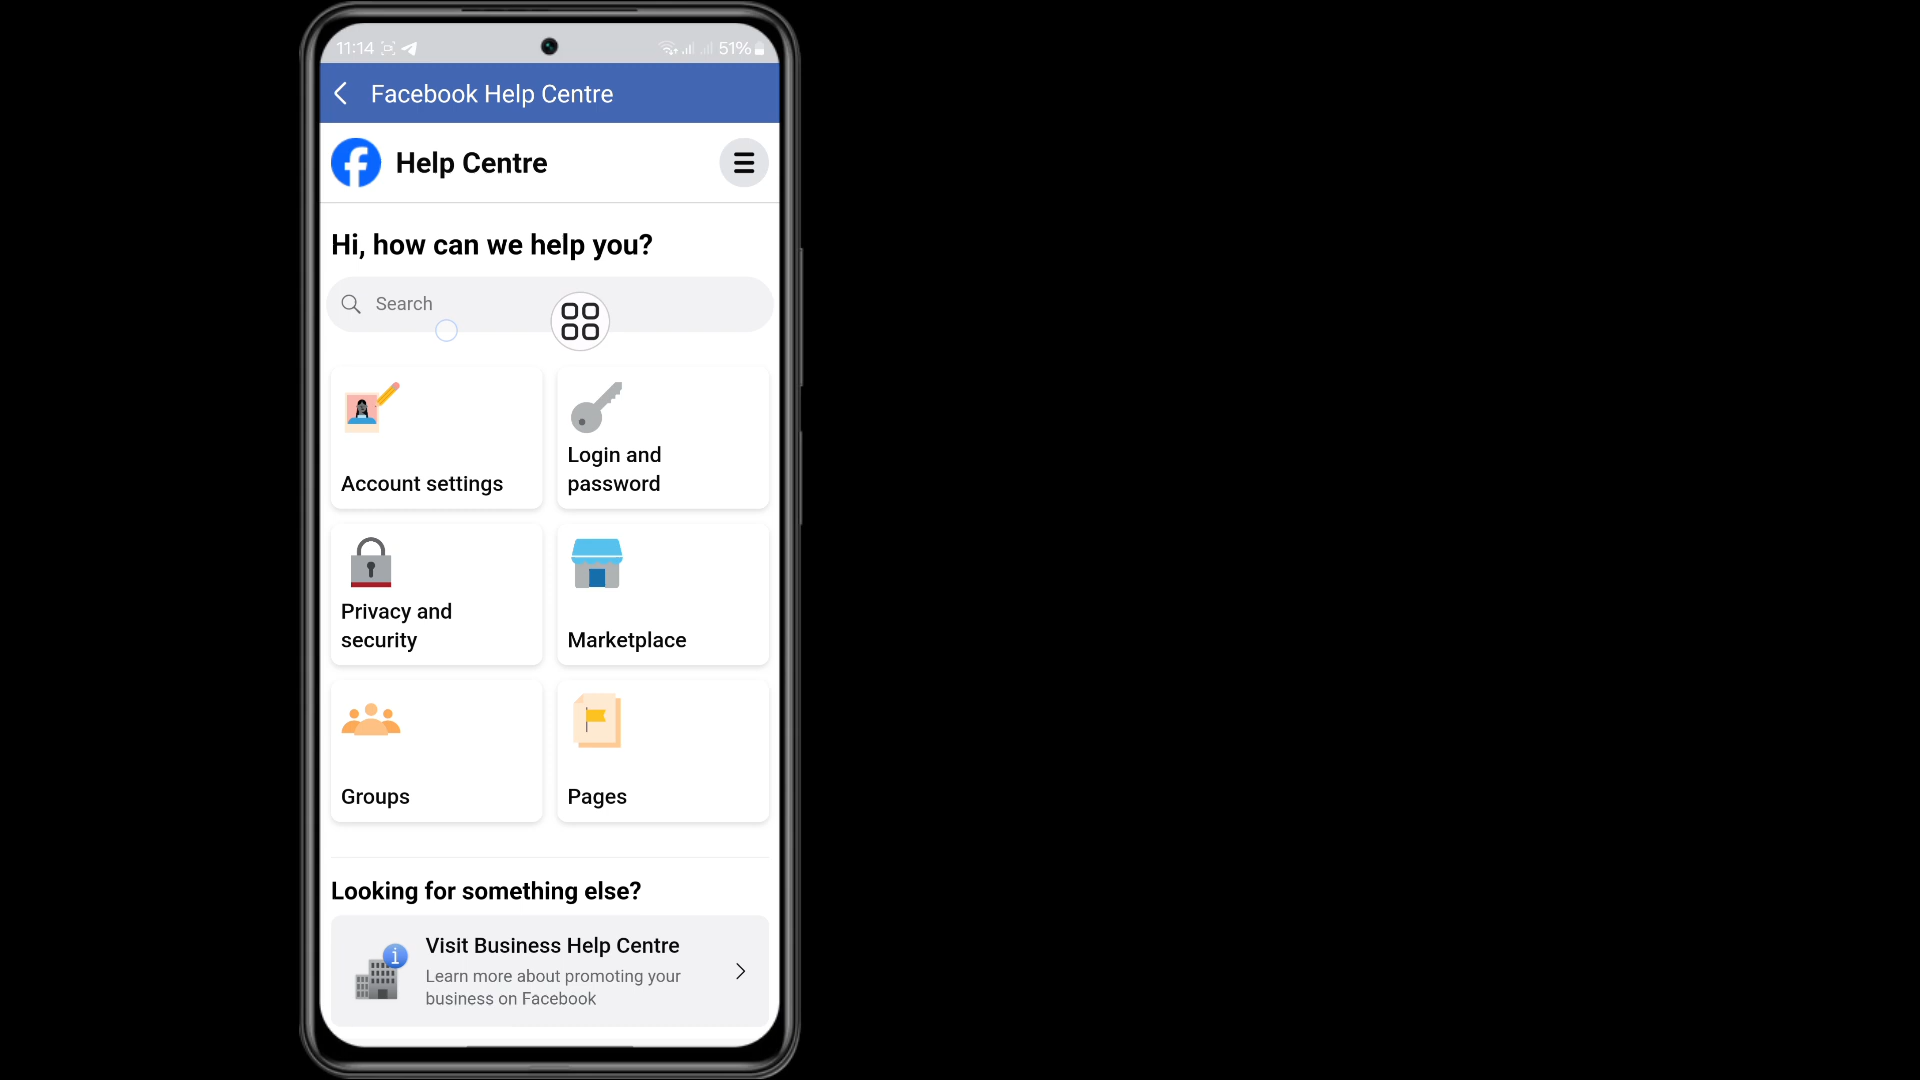 11:14
51%
Facebook Help Centre
Help Centre
Hi, how can we help you?
Search
Account settings
Login and
password
Privacy and
security
Marketplace
Groups
Pages
Looking for something else?
Visit Business Help Centre
Learn more about promoting your
business on Facebook